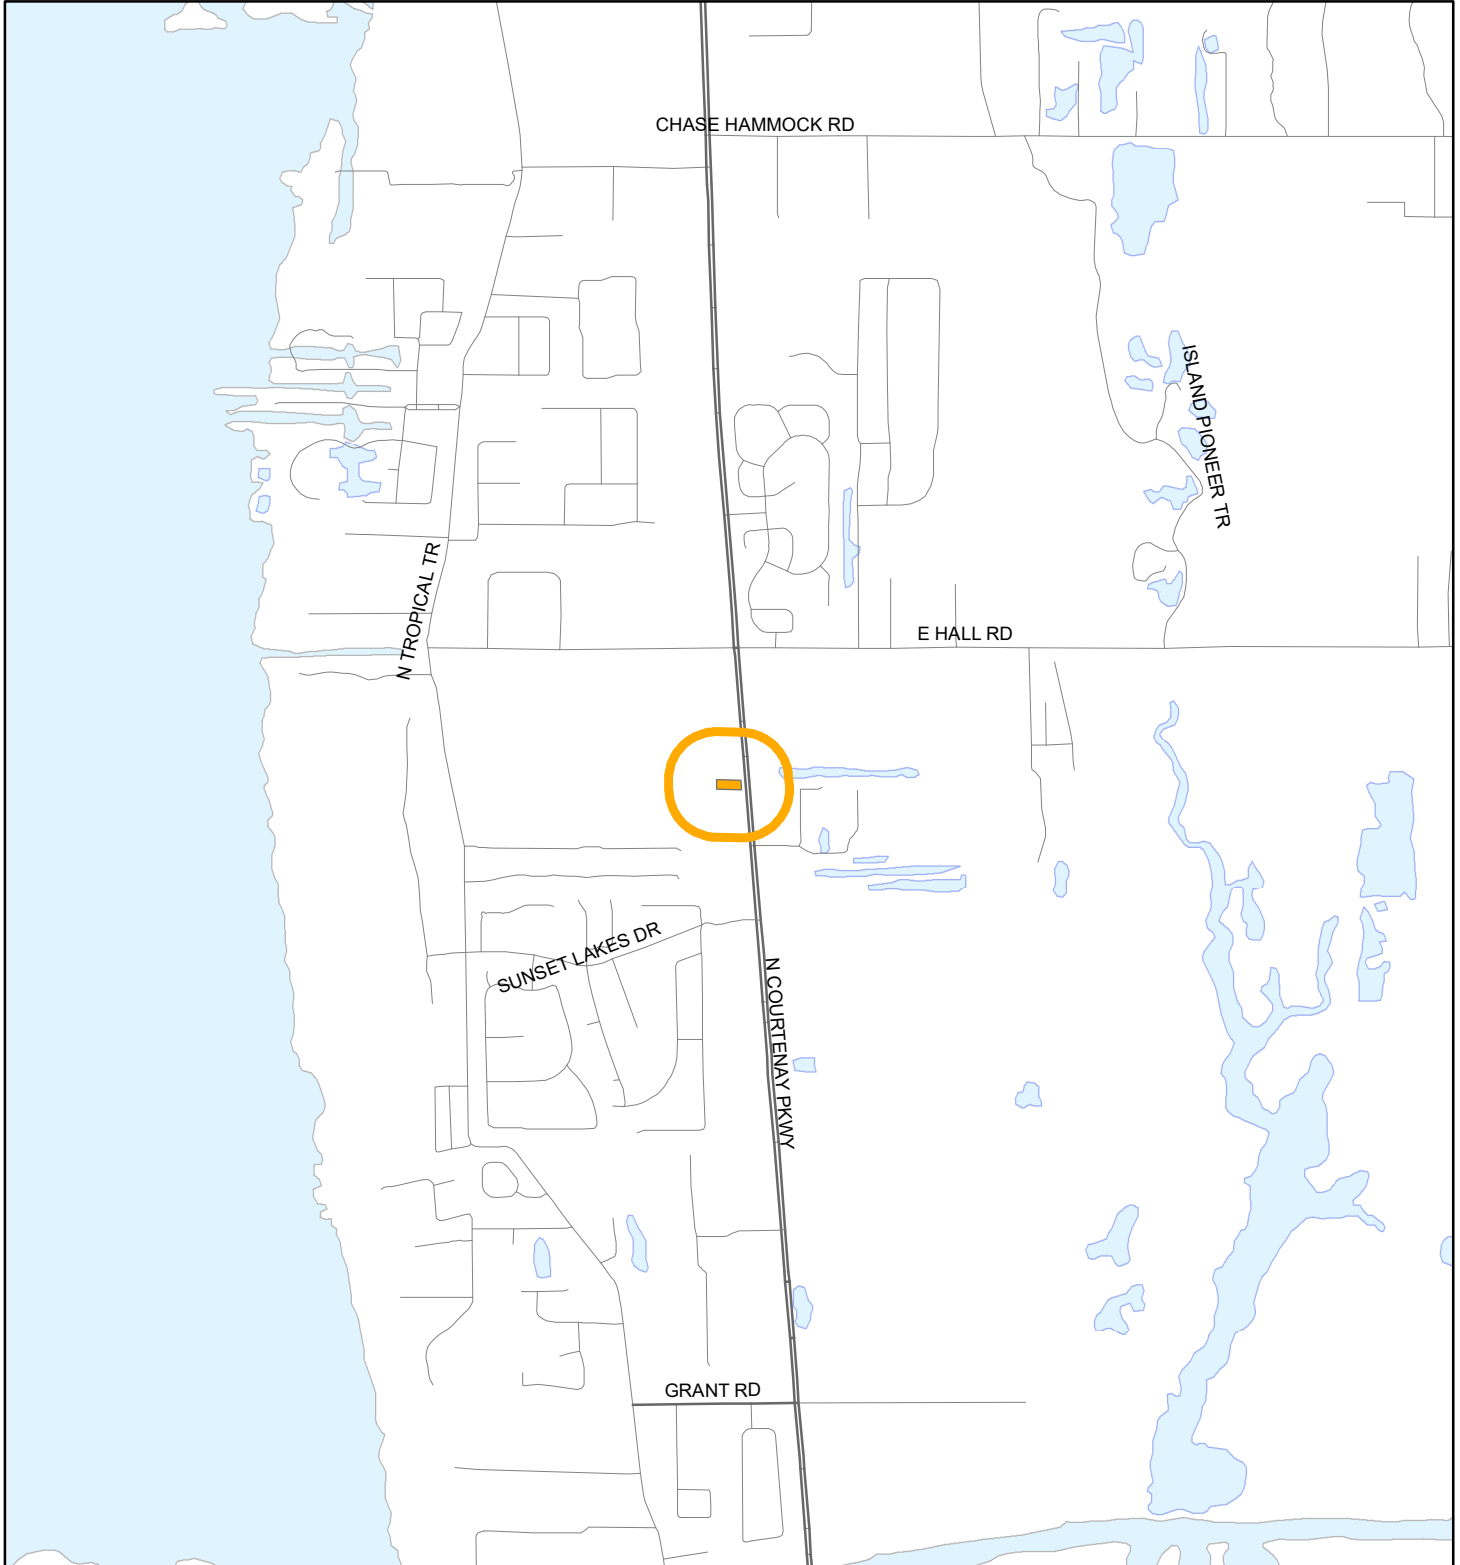 CHASE HAMMOCK RD
ISLAND PIONEER TR
N TROPICAL TR
E HALL RD
SUNSET LAKES DR
N COURTENAY PKWY
GRANT RD